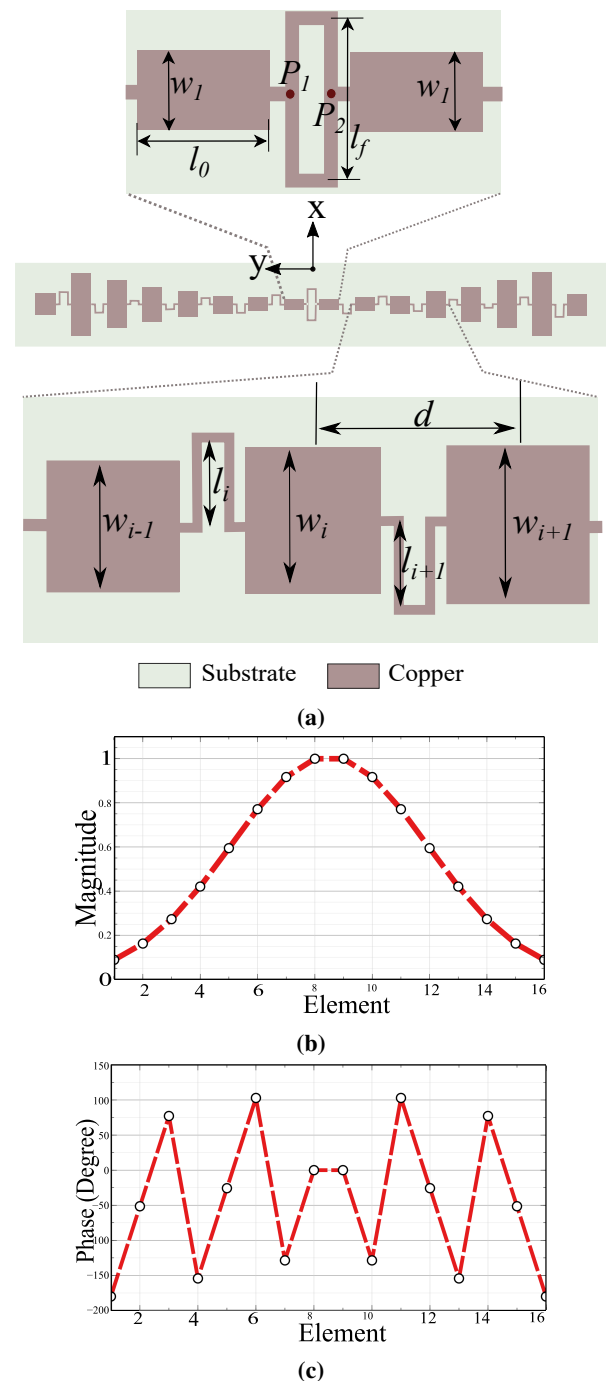 w1 P1 w1
P2 lf
l0
x
y
d
wi-1 li wi wi+1
li+1
Substrate Copper
(a)
1
0.8
0.6
0.4
0.2
0
Magnitude
2 4 6 8 10 12 14 16
Element
(b)
150
100
50
0
−50
−100
−150
−200
Phase (Degree)
2 4 6 8 10 12 14 16
Element
(c)